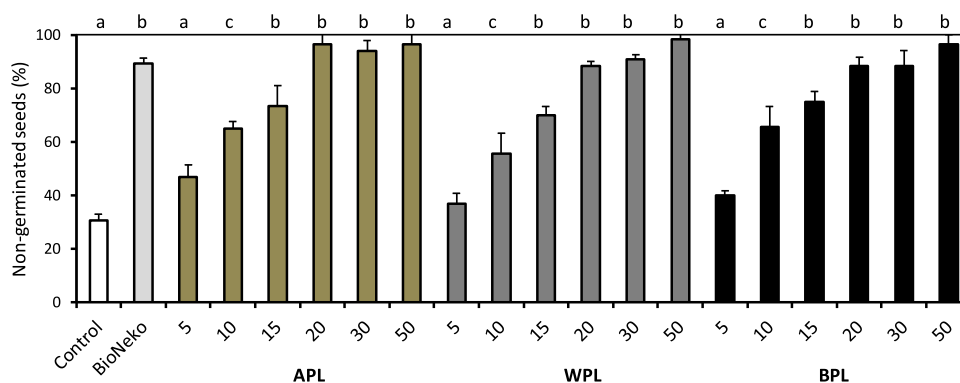 a b a c b b b b a c b b b b a c b b b b
Non-germinated seeds (%)
100
80
60
40
20
0
Control BioNeko 5 10 15 20 30 50 5 10 15 20 30 50 5 10 15 20 30 50
APL WPL BPL